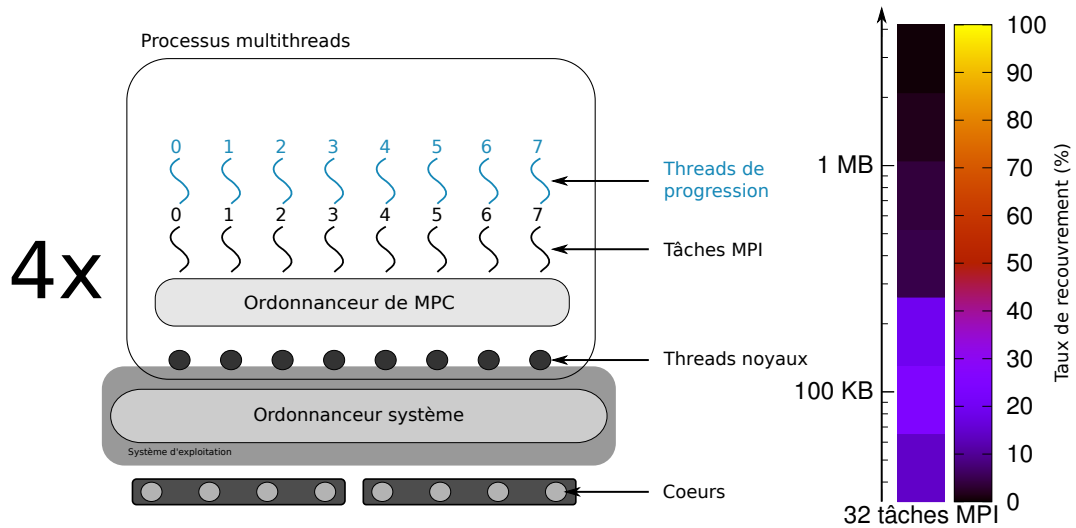 Processus multithreads
0 1 2 3 4 5 6 7
Threads de
progression
0 1 2 3 4 5 6 7
Tâches MPI
4x
Ordonnanceur de MPC
Threads noyaux
Ordonnanceur système
Système d'exploitation
Coeurs
1 MB
100 KB
32 tâches MPI
100
90
80
70
60
50
40
30
20
10
0
Taux de recouvrement (%)